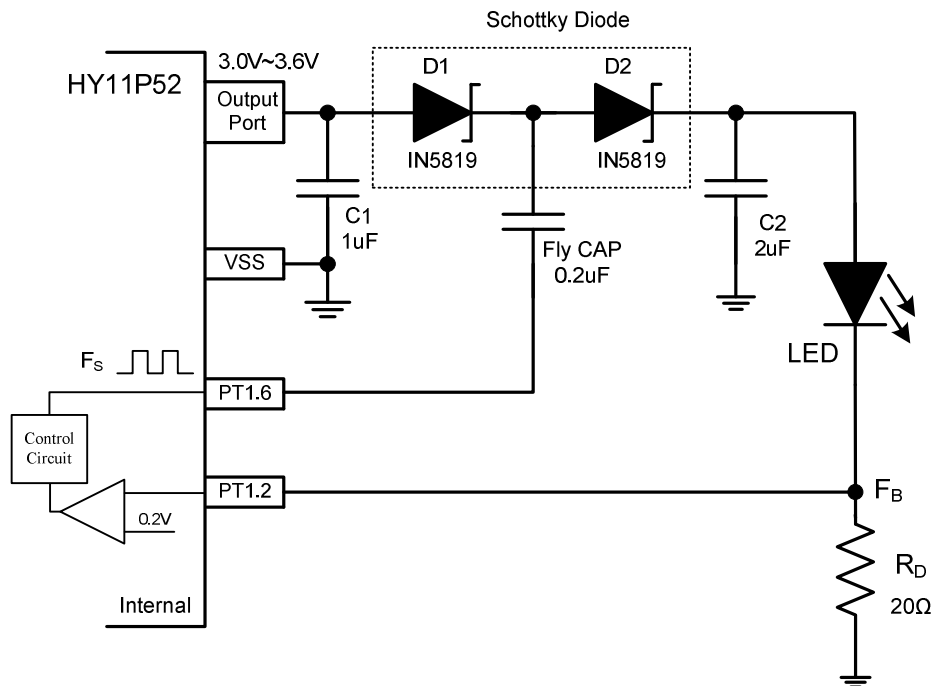 Schottky Diode
3.0V~3.6V
HY11P52
Output
Port
D1
D2
IN5819
IN5819
C1
1uF
Fly CAP
0.2uF
C2
2uF
VSS
LED
FS
PT1.6
Control
Circuit
PT1.2
FB
0.2V
RD
20Ω
Internal